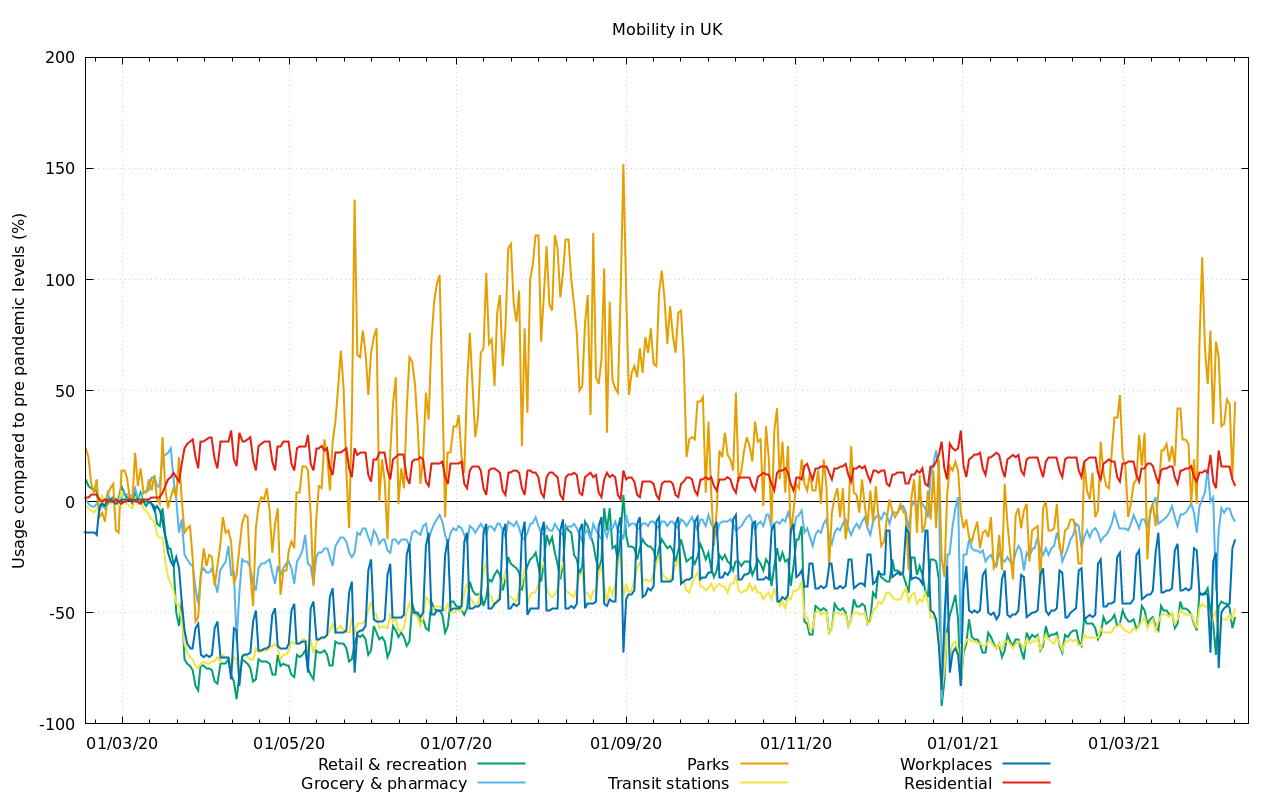 Mobility in UK
Usage compared to pre pandemic levels (%)
200
150
100
50
0
-50
-100
01/03/20 01/05/20 01/07/20 01/09/20 01/11/20 01/01/21 01/03/21
Retail & recreation Parks Workplaces
Grocery & pharmacy Transit stations Residential